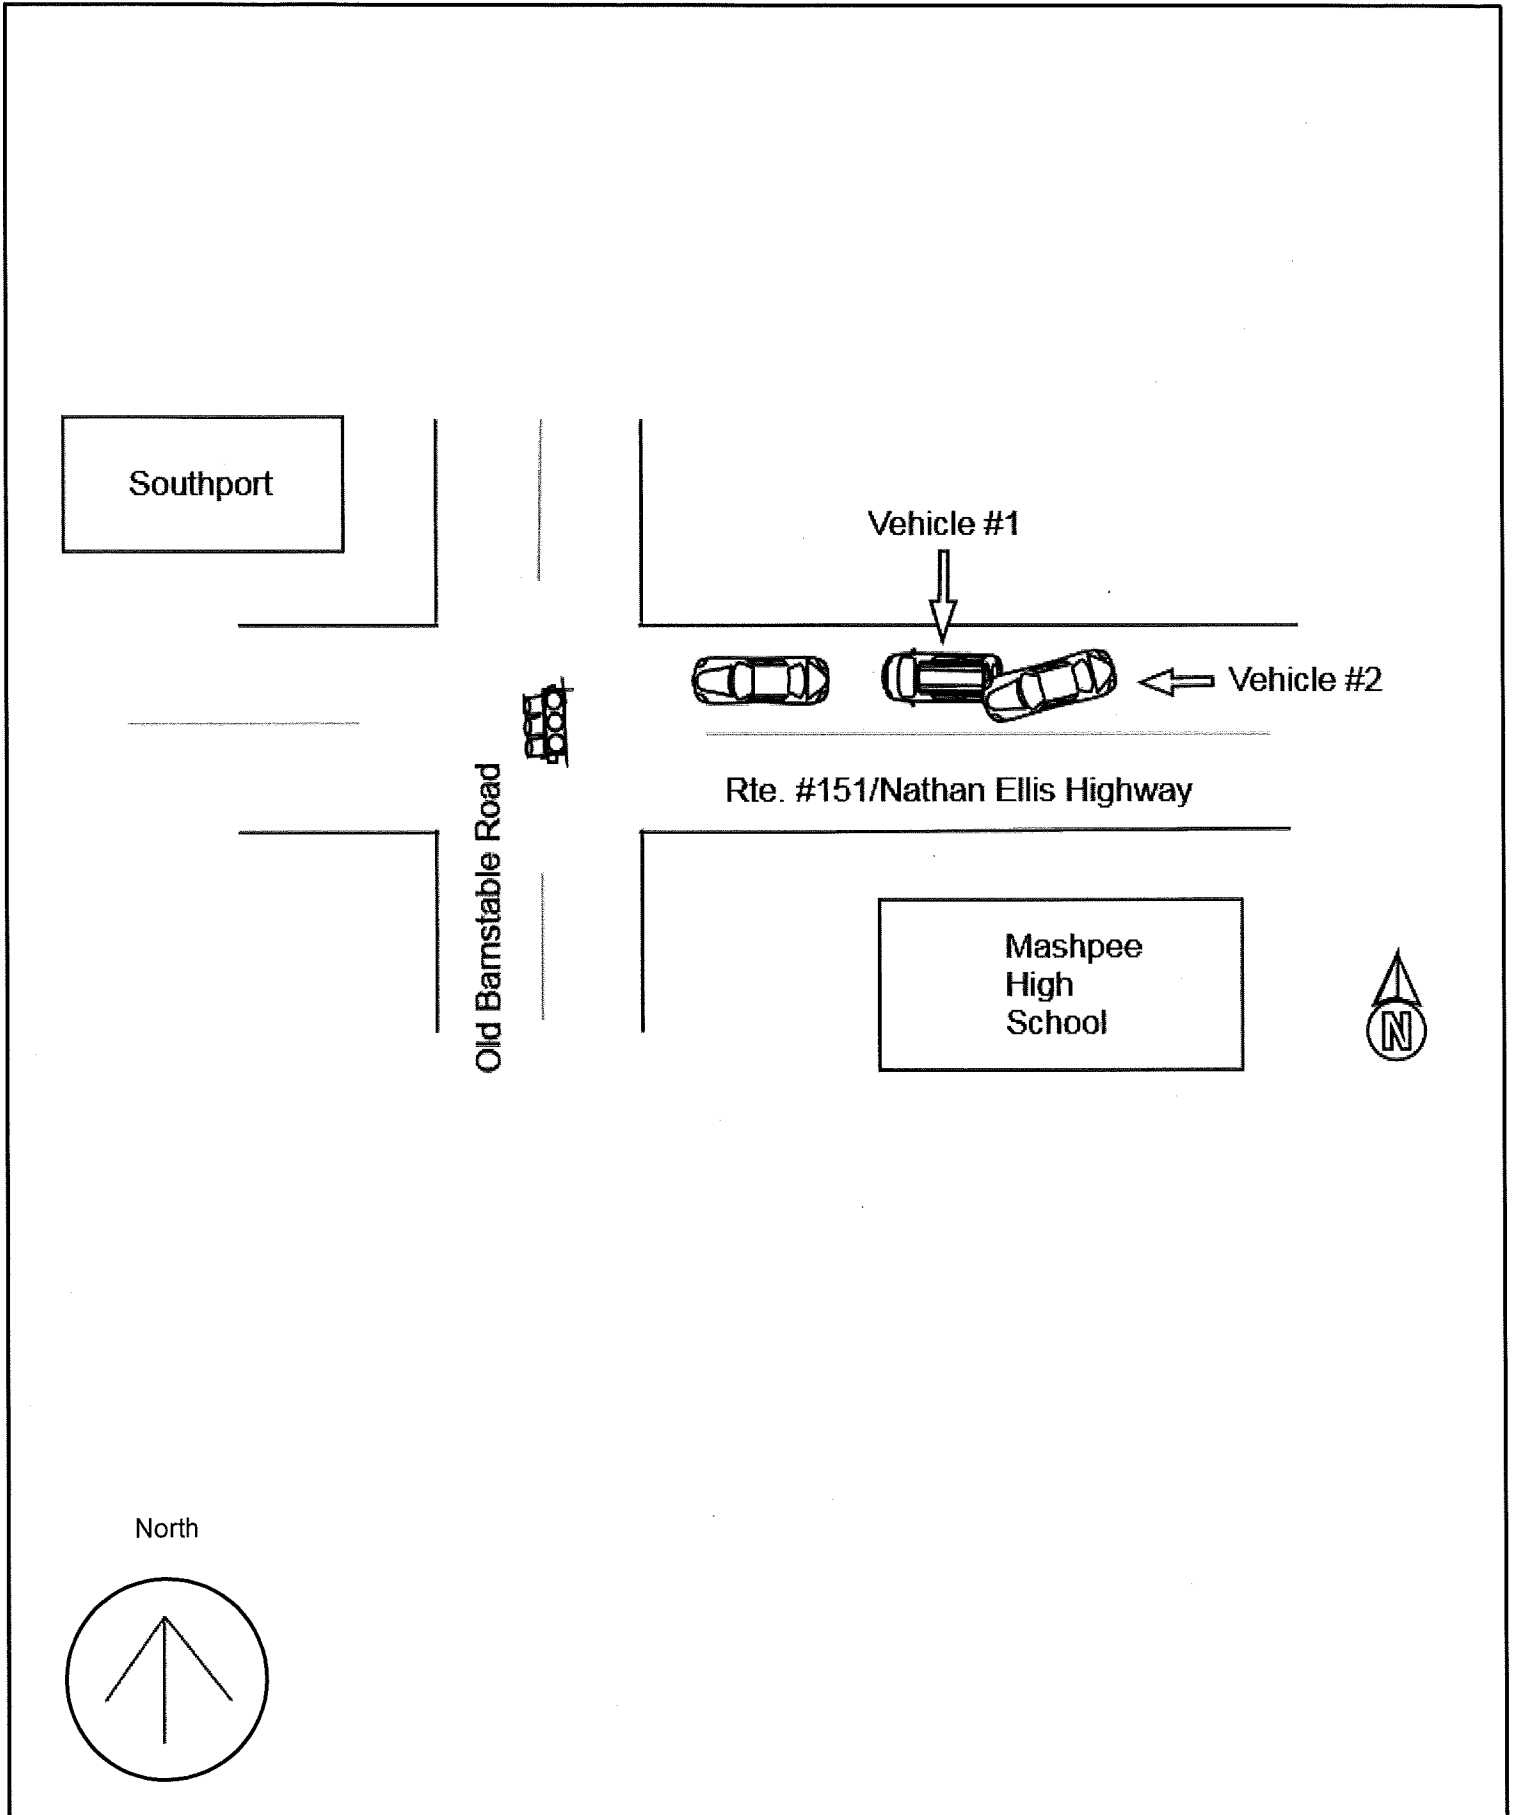 Southport
Vehicle #1
Vehicle #2
Rte. #151/Nathan Ellis Highway
Old Barnstable Road
Mashpee
High
School
N
North